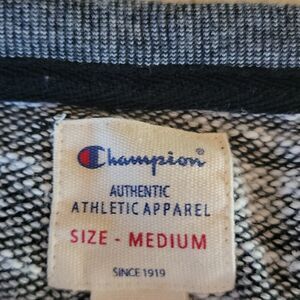 Champion®
AUTHENTIC
ATHLETIC APPAREL
SIZE - MEDIUM
SINCE 1919